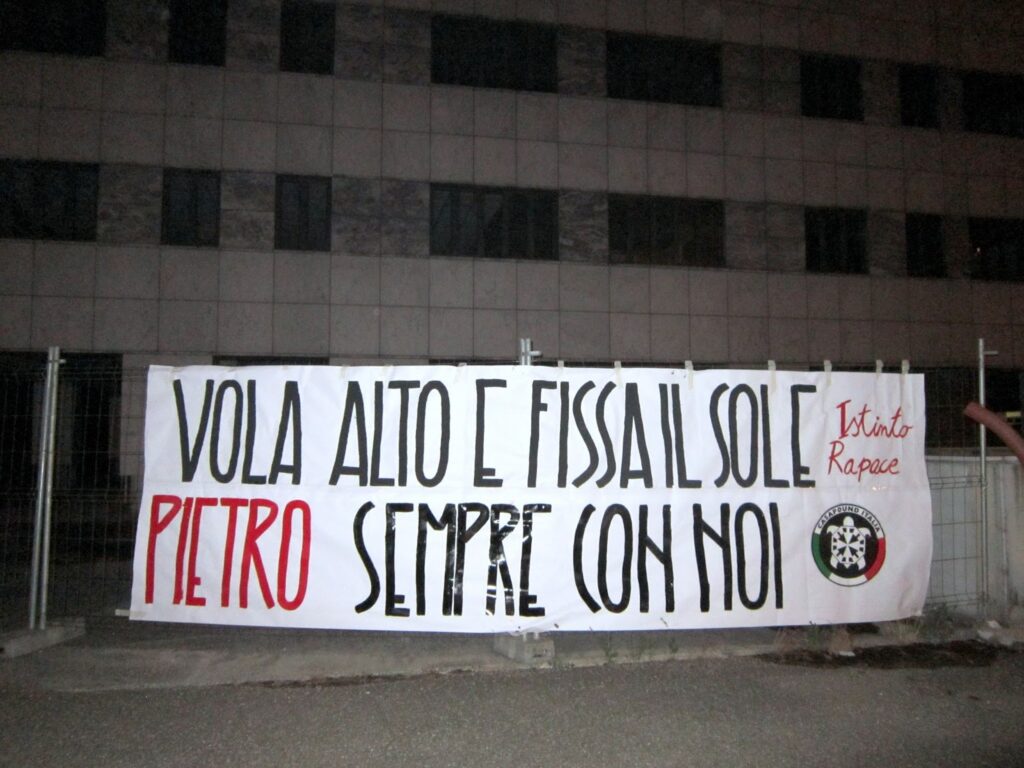 VOLA ALTO E FISSA IL SOLE
Istinto
Rapace
PIETRO SEMPRE CON NOI
CASAPOUND ITALIA